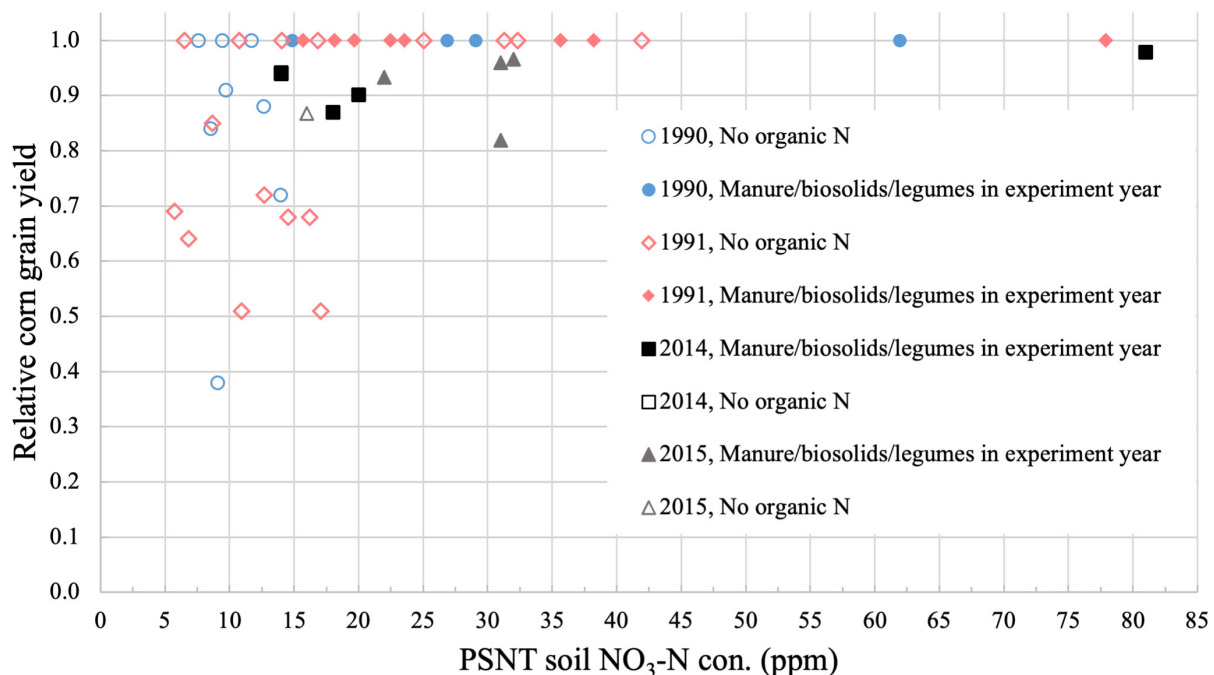 1.0
0.9
0.8
0.7
0.6
0.5
0.4
0.3
0.2
0.1
0.0
Relative corn grain yield
1990, No organic N
1990, Manure/biosolids/legumes in experiment year
1991, No organic N
1991, Manure/biosolids/legumes in experiment year
2014, Manure/biosolids/legumes in experiment year
2014, No organic N
2015, Manure/biosolids/legumes in experiment year
2015, No organic N
0 5 10 15 20 25 30 35 40 45 50 55 60 65 70 75 80 85
PSNT soil NO₃-N con. (ppm)